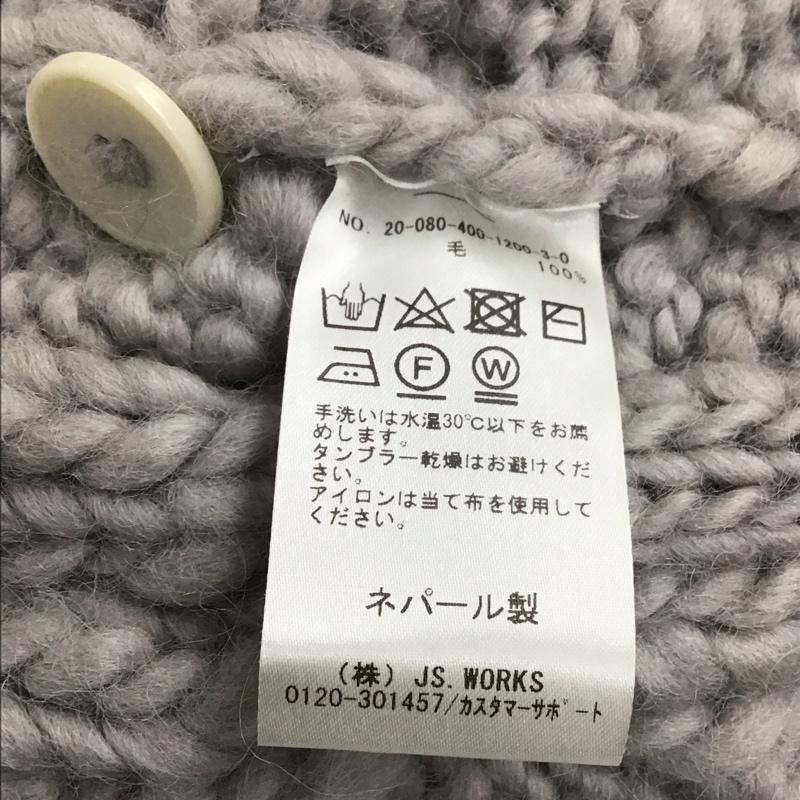 NO. 20-080-400-1200-3-0
毛 100%
F W
手洗いは水温30℃以下をお薦
めします。
タンブラー乾燥はお避けくだ
さい。
アイロンは当て布を使用して
ください。
ネパール製
(株) JS.WORKS
0120-301457/カスタマーサポート